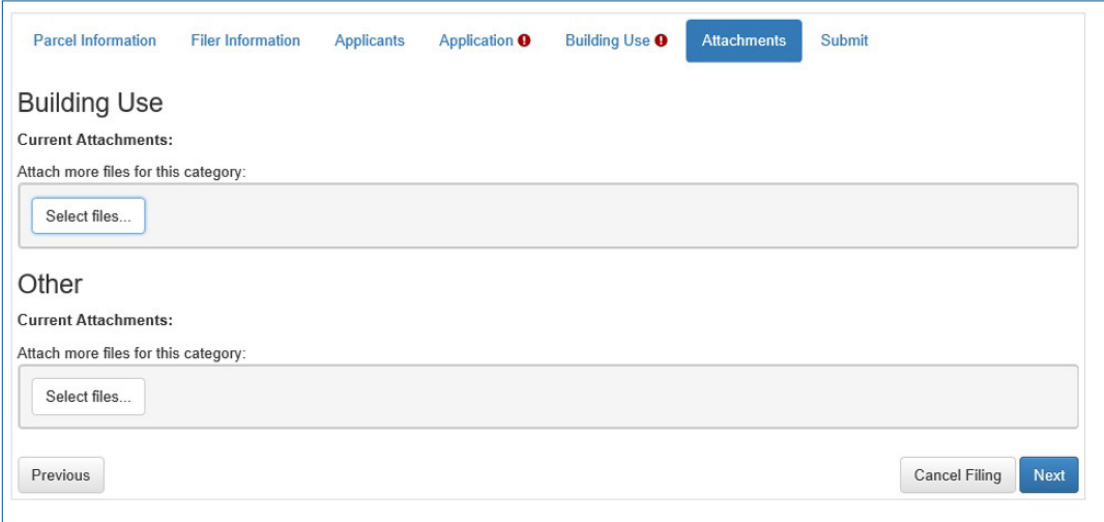 Parcel Information Filer Information Applicants Application Building Use Attachments Submit
Building Use
Current Attachments:
Attach more files for this category:
Select files...
Other
Current Attachments:
Attach more files for this category:
Select files...
Previous Cancel Filing Next